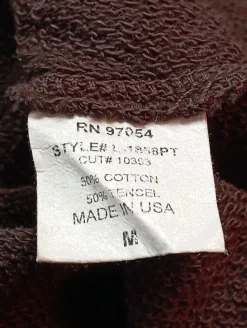 RN 97054
STYLE# L-1858PT
CUT# 10363
50% COTTON
50% TENCEL
MADE IN USA
M